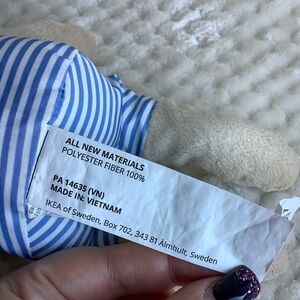 ALL NEW MATERIALS
POLYESTER FIBER 100%
PA 14635 (VN)
MADE IN: VIETNAM
IKEA of Sweden, Box 702, 343 81 Älmhult, Sweden